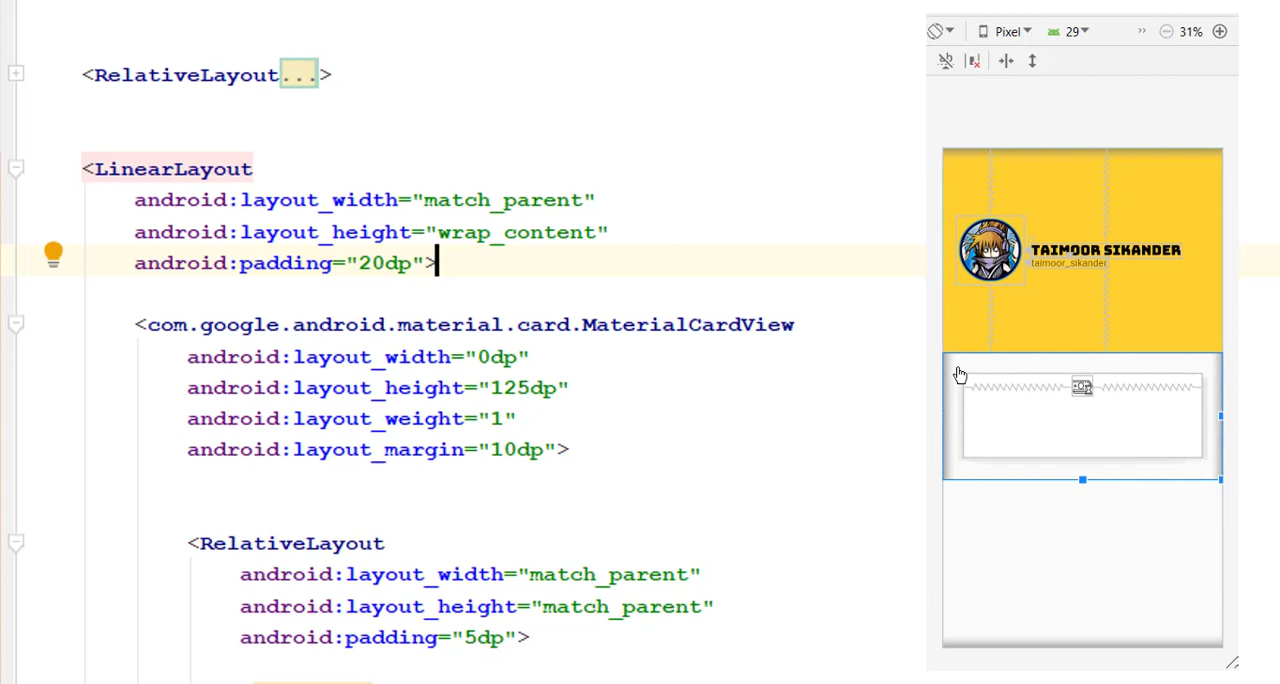 <RelativeLayout...>
<LinearLayout
android:layout_width="match_parent"
android:layout_height="wrap_content"
android:padding="20dp">
<com.google.android.material.card.MaterialCardView
android:layout_width="0dp"
android:layout_height="125dp"
android:layout_weight="1"
android:layout_margin="10dp">
<RelativeLayout
android:layout_width="match_parent"
android:layout_height="match_parent"
android:padding="5dp">
Pixel 29 31%
TAIMOOR SIKANDER
taimoor_sikander